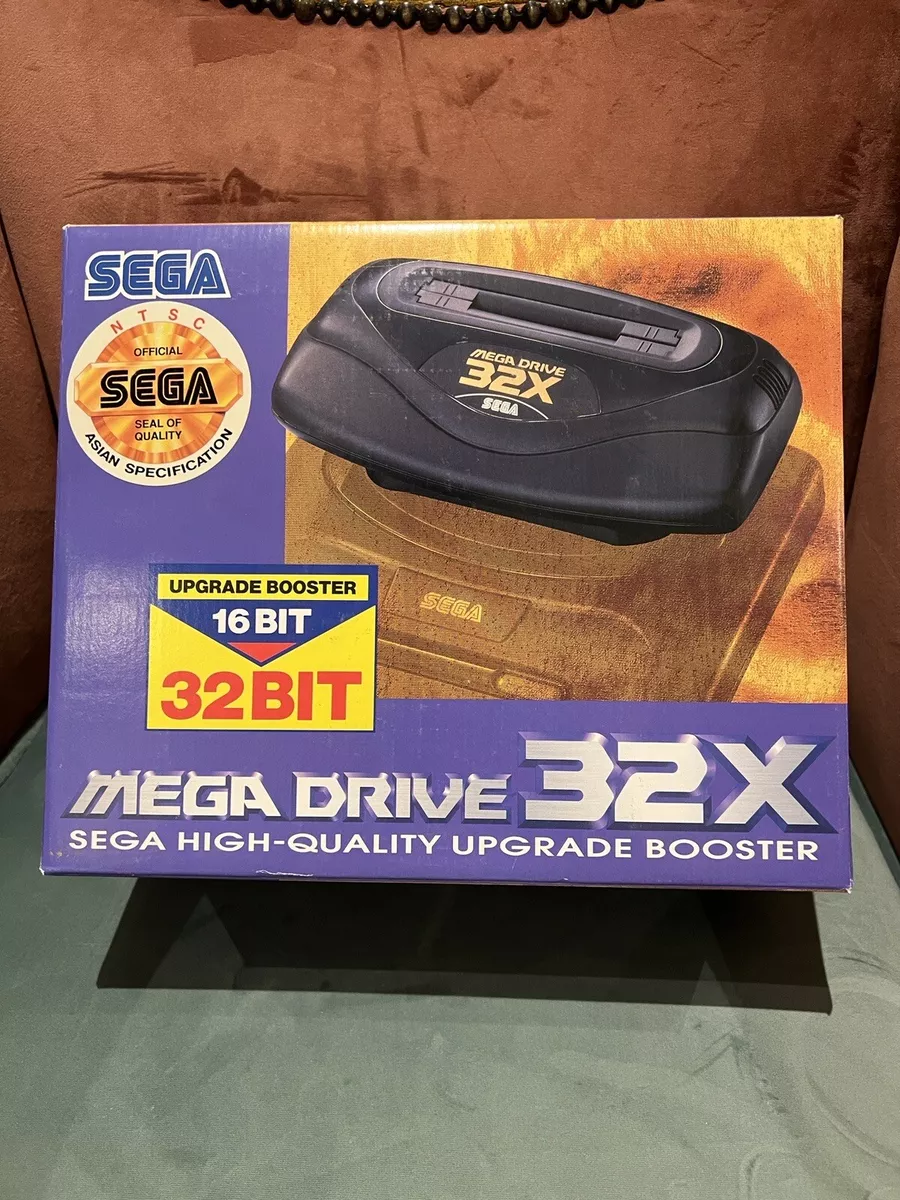 SEGA
NTSC
OFFICIAL
SEGA
SEAL OF
QUALITY
ASIAN SPECIFICATION
MEGA DRIVE
32X
SEGA
SEGA
UPGRADE BOOSTER
16 BIT
32 BIT
MEGA DRIVE 32X
SEGA HIGH-QUALITY UPGRADE BOOSTER